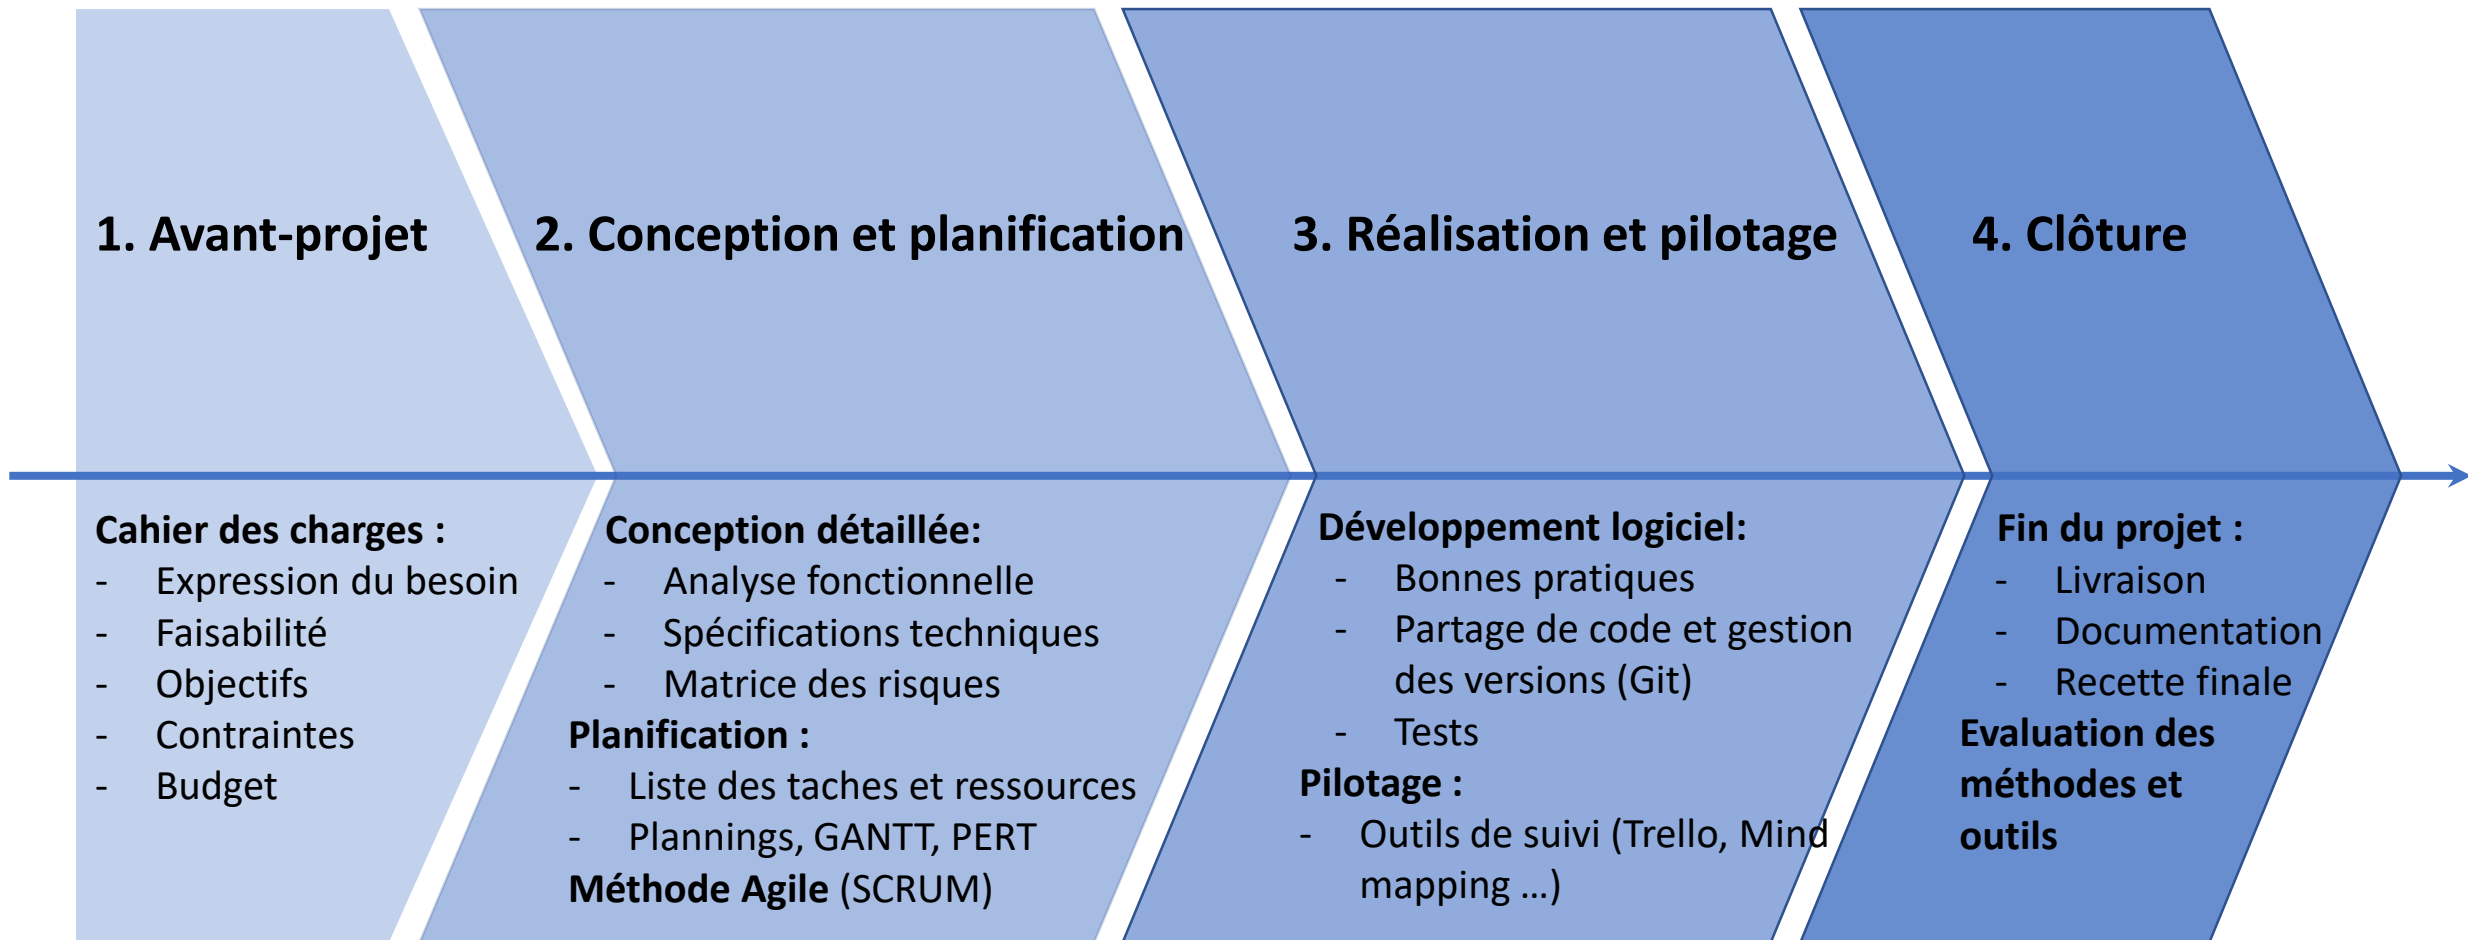 1. Avant-projet
2. Conception et planification
3. Réalisation et pilotage
4. Clôture
Cahier des charges :
- Expression du besoin
- Faisabilité
- Objectifs
- Contraintes
- Budget
Conception détaillée:
- Analyse fonctionnelle
- Spécifications techniques
- Matrice des risques
Planification :
- Liste des taches et ressources
- Plannings, GANTT, PERT
Méthode Agile (SCRUM)
Développement logiciel:
- Bonnes pratiques
- Partage de code et gestion
des versions (Git)
- Tests
Pilotage :
- Outils de suivi (Trello, Mind
mapping …)
Fin du projet :
- Livraison
- Documentation
- Recette finale
Evaluation des
méthodes et
outils